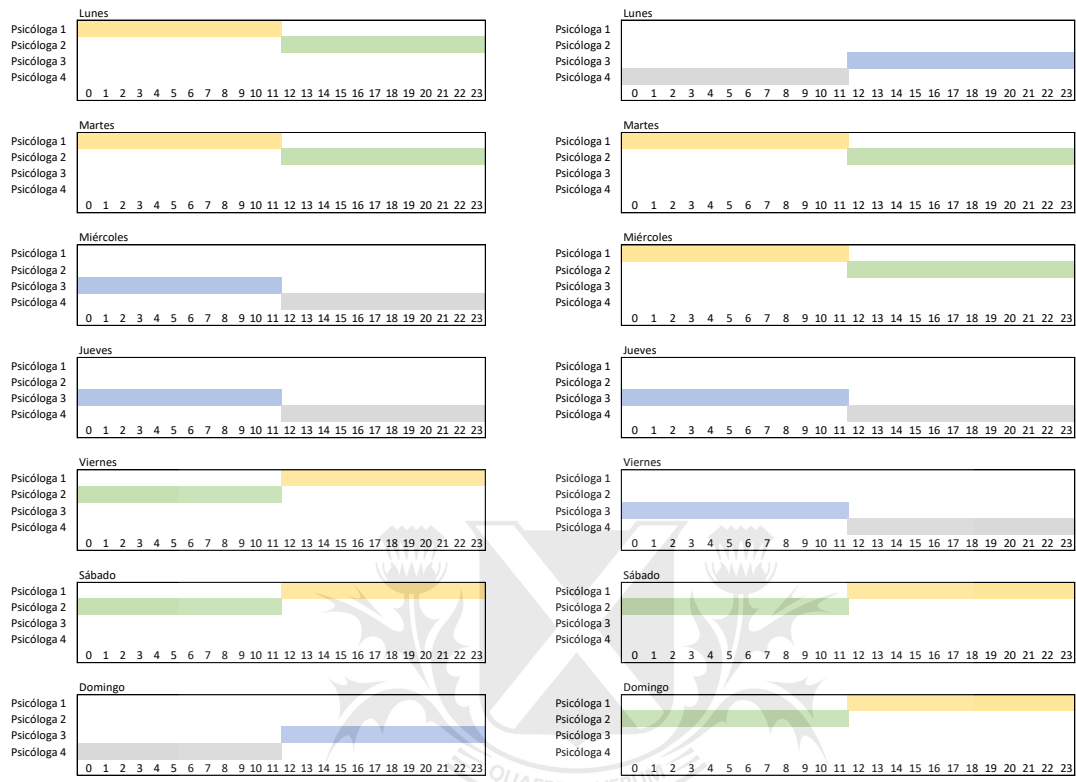 Lunes
Psicóloga 1
Psicóloga 2
Psicóloga 3
Psicóloga 4
0 1 2 3 4 5 6 7 8 9 10 11 12 13 14 15 16 17 18 19 20 21 22 23
Martes
Psicóloga 1
Psicóloga 2
Psicóloga 3
Psicóloga 4
0 1 2 3 4 5 6 7 8 9 10 11 12 13 14 15 16 17 18 19 20 21 22 23
Miércoles
Psicóloga 1
Psicóloga 2
Psicóloga 3
Psicóloga 4
0 1 2 3 4 5 6 7 8 9 10 11 12 13 14 15 16 17 18 19 20 21 22 23
Jueves
Psicóloga 1
Psicóloga 2
Psicóloga 3
Psicóloga 4
0 1 2 3 4 5 6 7 8 9 10 11 12 13 14 15 16 17 18 19 20 21 22 23
Viernes
Psicóloga 1
Psicóloga 2
Psicóloga 3
Psicóloga 4
0 1 2 3 4 5 6 7 8 9 10 11 12 13 14 15 16 17 18 19 20 21 22 23
Sábado
Psicóloga 1
Psicóloga 2
Psicóloga 3
Psicóloga 4
0 1 2 3 4 5 6 7 8 9 10 11 12 13 14 15 16 17 18 19 20 21 22 23
Domingo
Psicóloga 1
Psicóloga 2
Psicóloga 3
Psicóloga 4
0 1 2 3 4 5 6 7 8 9 10 11 12 13 14 15 16 17 18 19 20 21 22 23
Lunes
Psicóloga 1
Psicóloga 2
Psicóloga 3
Psicóloga 4
0 1 2 3 4 5 6 7 8 9 10 11 12 13 14 15 16 17 18 19 20 21 22 23
Martes
Psicóloga 1
Psicóloga 2
Psicóloga 3
Psicóloga 4
0 1 2 3 4 5 6 7 8 9 10 11 12 13 14 15 16 17 18 19 20 21 22 23
Miércoles
Psicóloga 1
Psicóloga 2
Psicóloga 3
Psicóloga 4
0 1 2 3 4 5 6 7 8 9 10 11 12 13 14 15 16 17 18 19 20 21 22 23
Jueves
Psicóloga 1
Psicóloga 2
Psicóloga 3
Psicóloga 4
0 1 2 3 4 5 6 7 8 9 10 11 12 13 14 15 16 17 18 19 20 21 22 23
Viernes
Psicóloga 1
Psicóloga 2
Psicóloga 3
Psicóloga 4
0 1 2 3 4 5 6 7 8 9 10 11 12 13 14 15 16 17 18 19 20 21 22 23
Sábado
Psicóloga 1
Psicóloga 2
Psicóloga 3
Psicóloga 4
0 1 2 3 4 5 6 7 8 9 10 11 12 13 14 15 16 17 18 19 20 21 22 23
Domingo
Psicóloga 1
Psicóloga 2
Psicóloga 3
Psicóloga 4
0 1 2 3 4 5 6 7 8 9 10 11 12 13 14 15 16 17 18 19 20 21 22 23